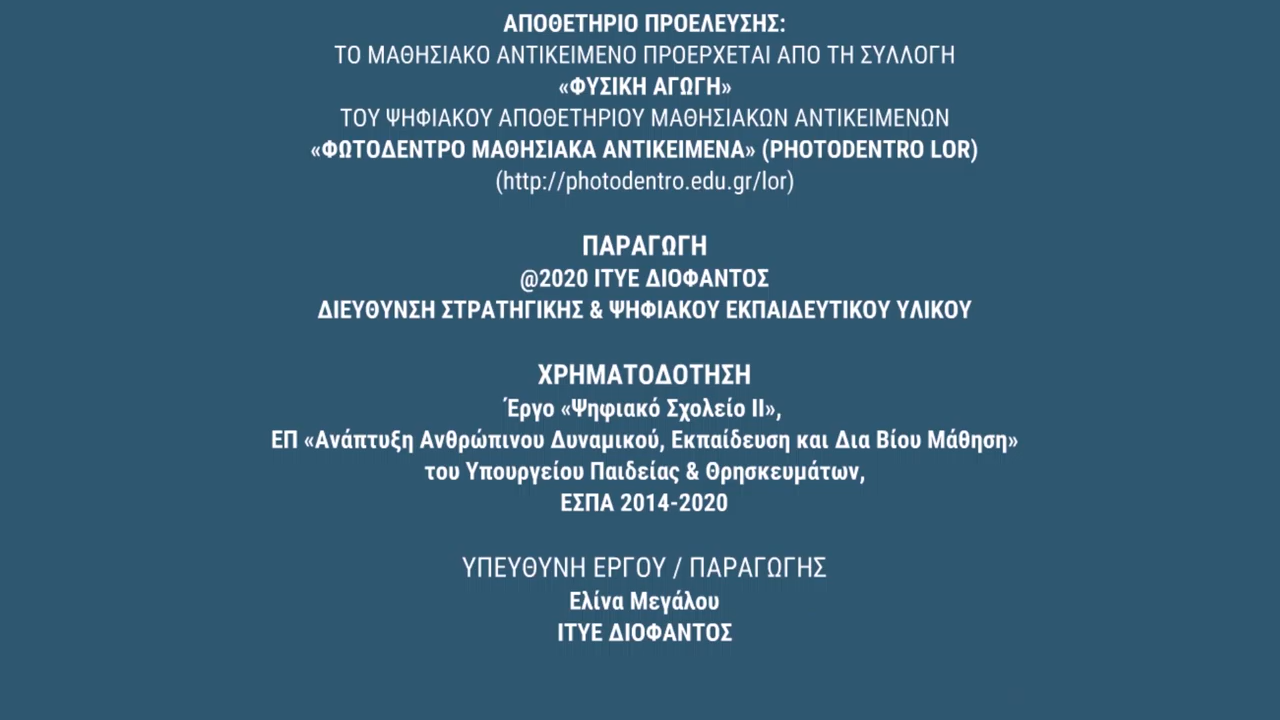 ΑΠΟΘΕΤΗΡΙΟ ΠΡΟΕΛΕΥΣΗΣ:
ΤΟ ΜΑΘΗΣΙΑΚΟ ΑΝΤΙΚΕΙΜΕΝΟ ΠΡΟΕΡΧΕΤΑΙ ΑΠΟ ΤΗ ΣΥΛΛΟΓΗ
«ΦΥΣΙΚΗ ΑΓΩΓΗ»
ΤΟΥ ΨΗΦΙΑΚΟΥ ΑΠΟΘΕΤΗΡΙΟΥ ΜΑΘΗΣΙΑΚΩΝ ΑΝΤΙΚΕΙΜΕΝΩΝ
«ΦΩΤΟΔΕΝΤΡΟ ΜΑΘΗΣΙΑΚΑ ΑΝΤΙΚΕΙΜΕΝΑ» (PHOTODENTRO LOR)
(http://photodentro.edu.gr/lor)
ΠΑΡΑΓΩΓΗ
@2020 ΙΤΥΕ ΔΙΟΦΑΝΤΟΣ
ΔΙΕΥΘΥΝΣΗ ΣΤΡΑΤΗΓΙΚΗΣ & ΨΗΦΙΑΚΟΥ ΕΚΠΑΙΔΕΥΤΙΚΟΥ ΥΛΙΚΟΥ
ΧΡΗΜΑΤΟΔΟΤΗΣΗ
Έργο «Ψηφιακό Σχολείο ΙΙ»,
ΕΠ «Ανάπτυξη Ανθρώπινου Δυναμικού, Εκπαίδευση και Δια Βίου Μάθηση»
του Υπουργείου Παιδείας & Θρησκευμάτων,
ΕΣΠΑ 2014-2020
ΥΠΕΥΘΥΝΗ ΕΡΓΟΥ / ΠΑΡΑΓΩΓΗΣ
Ελίνα Μεγάλου
ΙΤΥΕ ΔΙΟΦΑΝΤΟΣ